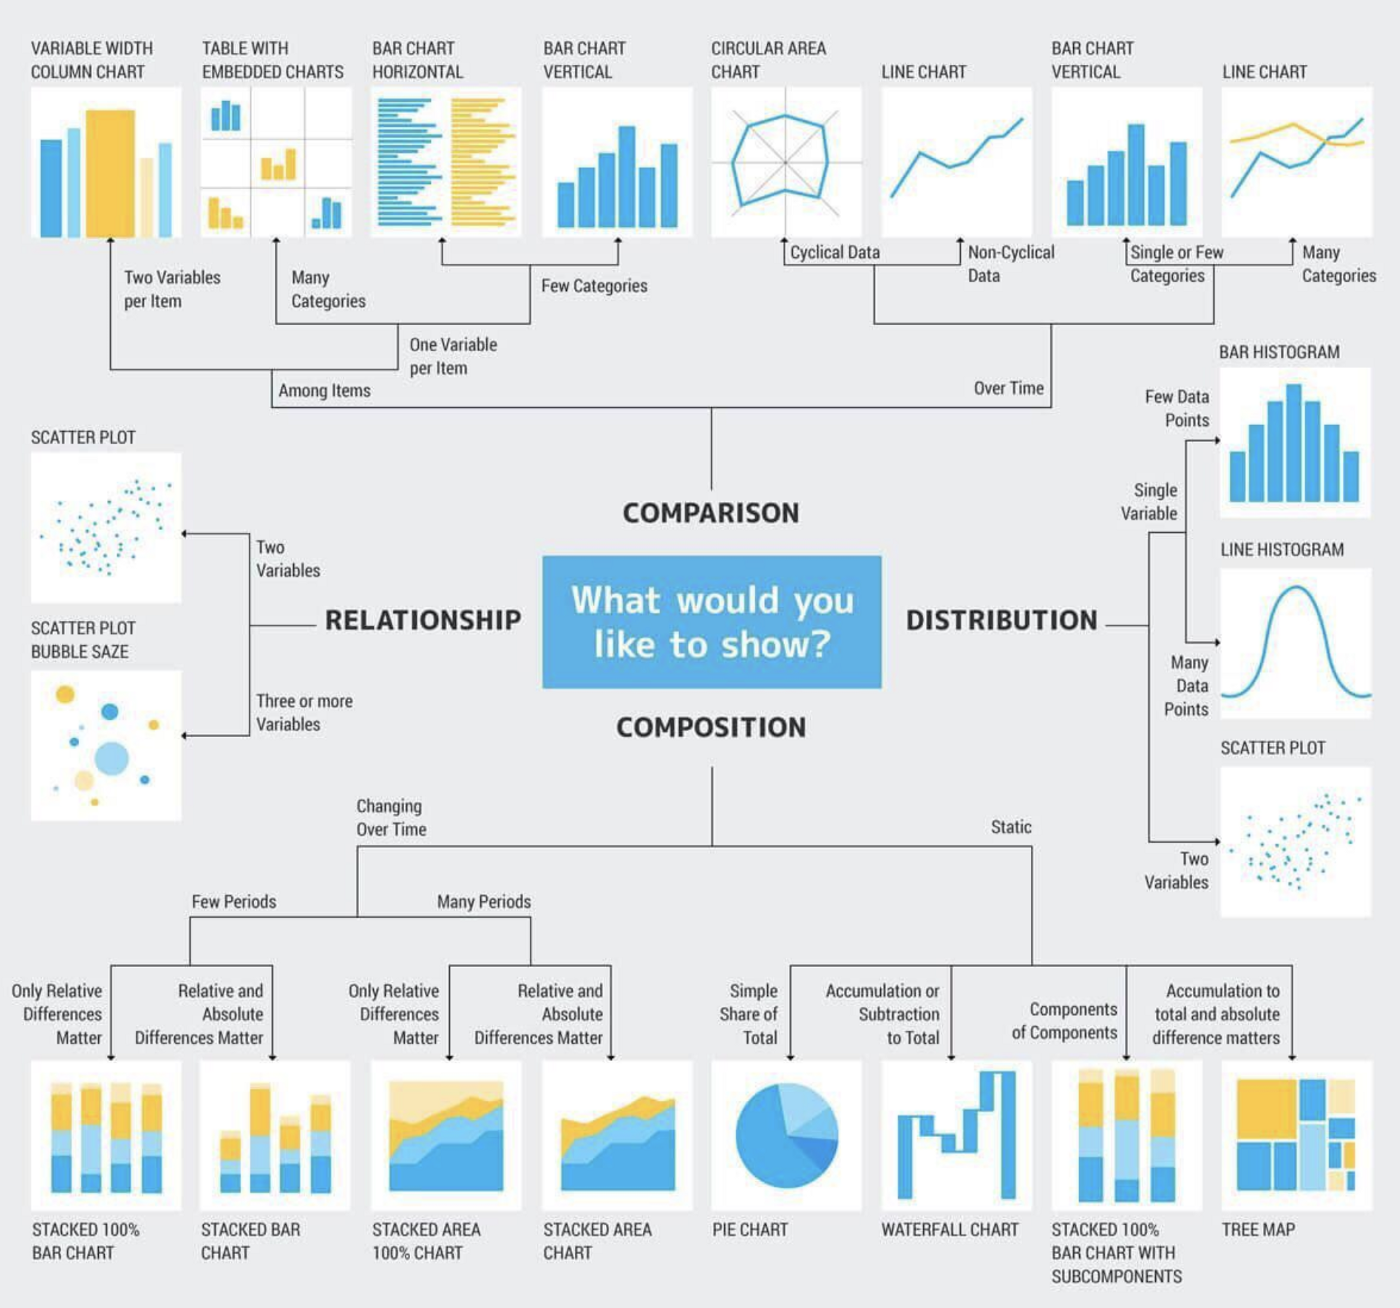 VARIABLE WIDTH
COLUMN CHART
TABLE WITH
EMBEDDED CHARTS
BAR CHART
HORIZONTAL
BAR CHART
VERTICAL
CIRCULAR AREA
CHART
LINE CHART
BAR CHART
VERTICAL
LINE CHART
Two Variables
per Item
Many
Categories
Few Categories
Cyclical Data
Non-Cyclical
Data
Single or Few
Categories
Many
Categories
One Variable
per Item
Among Items
Over Time
BAR HISTOGRAM
Few Data
Points
SCATTER PLOT
Single
Variable
COMPARISON
Two
Variables
LINE HISTOGRAM
What would you
like to show?
RELATIONSHIP
DISTRIBUTION
SCATTER PLOT
BUBBLE SAZE
Many
Data
Points
Three or more
Variables
COMPOSITION
SCATTER PLOT
Changing
Over Time
Static
Two
Variables
Few Periods
Many Periods
Only Relative
Differences
Matter
Relative and
Absolute
Differences Matter
Only Relative
Differences
Matter
Relative and
Absolute
Differences Matter
Simple
Share of
Total
Accumulation or
Subtraction
to Total
Components
of Components
Accumulation to
total and absolute
difference matters
STACKED 100%
BAR CHART
STACKED BAR
CHART
STACKED AREA
100% CHART
STACKED AREA
CHART
PIE CHART
WATERFALL CHART
STACKED 100%
BAR CHART WITH
SUBCOMPONENTS
TREE MAP